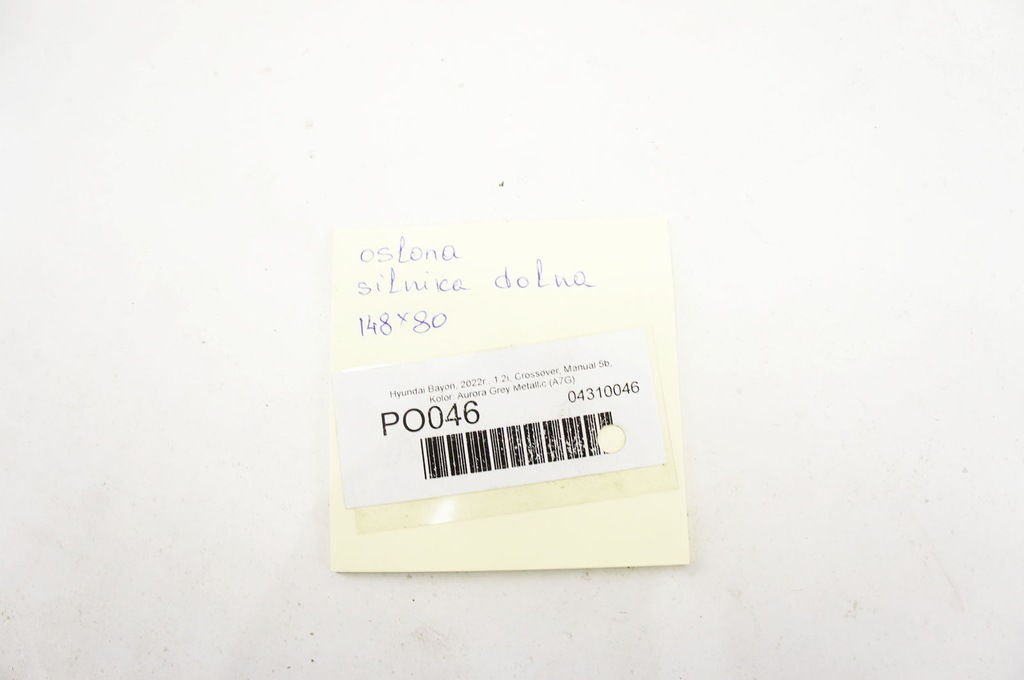 osłona
silnika dolna
148x80
Hyundai Bayon, 2022r., 1.2i, Crossover, Manual 5b,
Kolor: Aurora Grey Metallic (A7G)
PO046 04310046